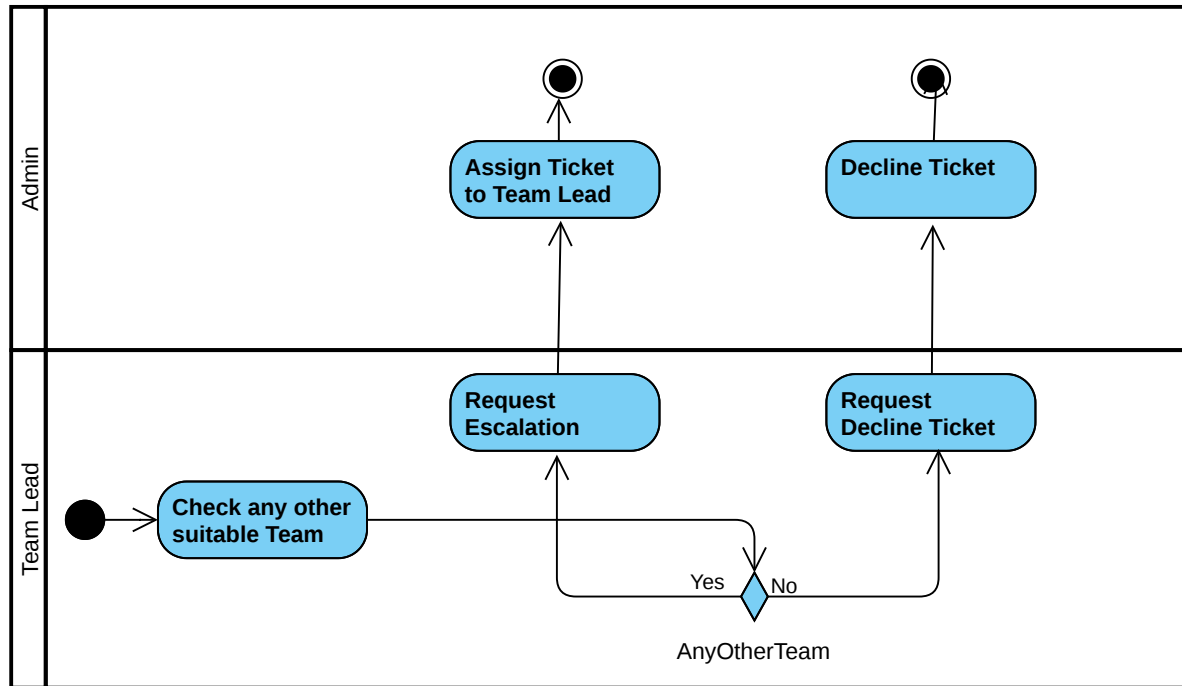 Admin
Assign Ticket
to Team Lead
Decline Ticket
Team Lead
Request
Escalation
Request
Decline Ticket
Check any other
suitable Team
Yes
No
AnyOtherTeam